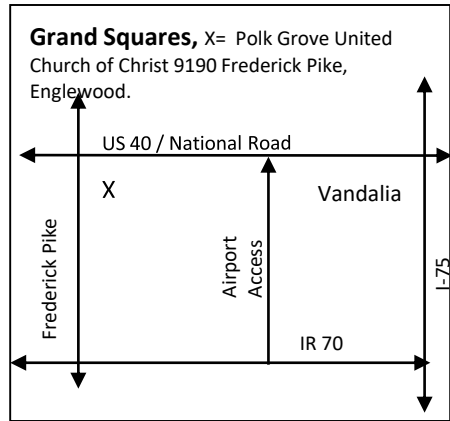 Grand Squares, X= Polk Grove United
Church of Christ 9190 Frederick Pike,
Englewood.
US 40 / National Road
X
Vandalia
Frederick Pike
Airport
Access
I-75
IR 70